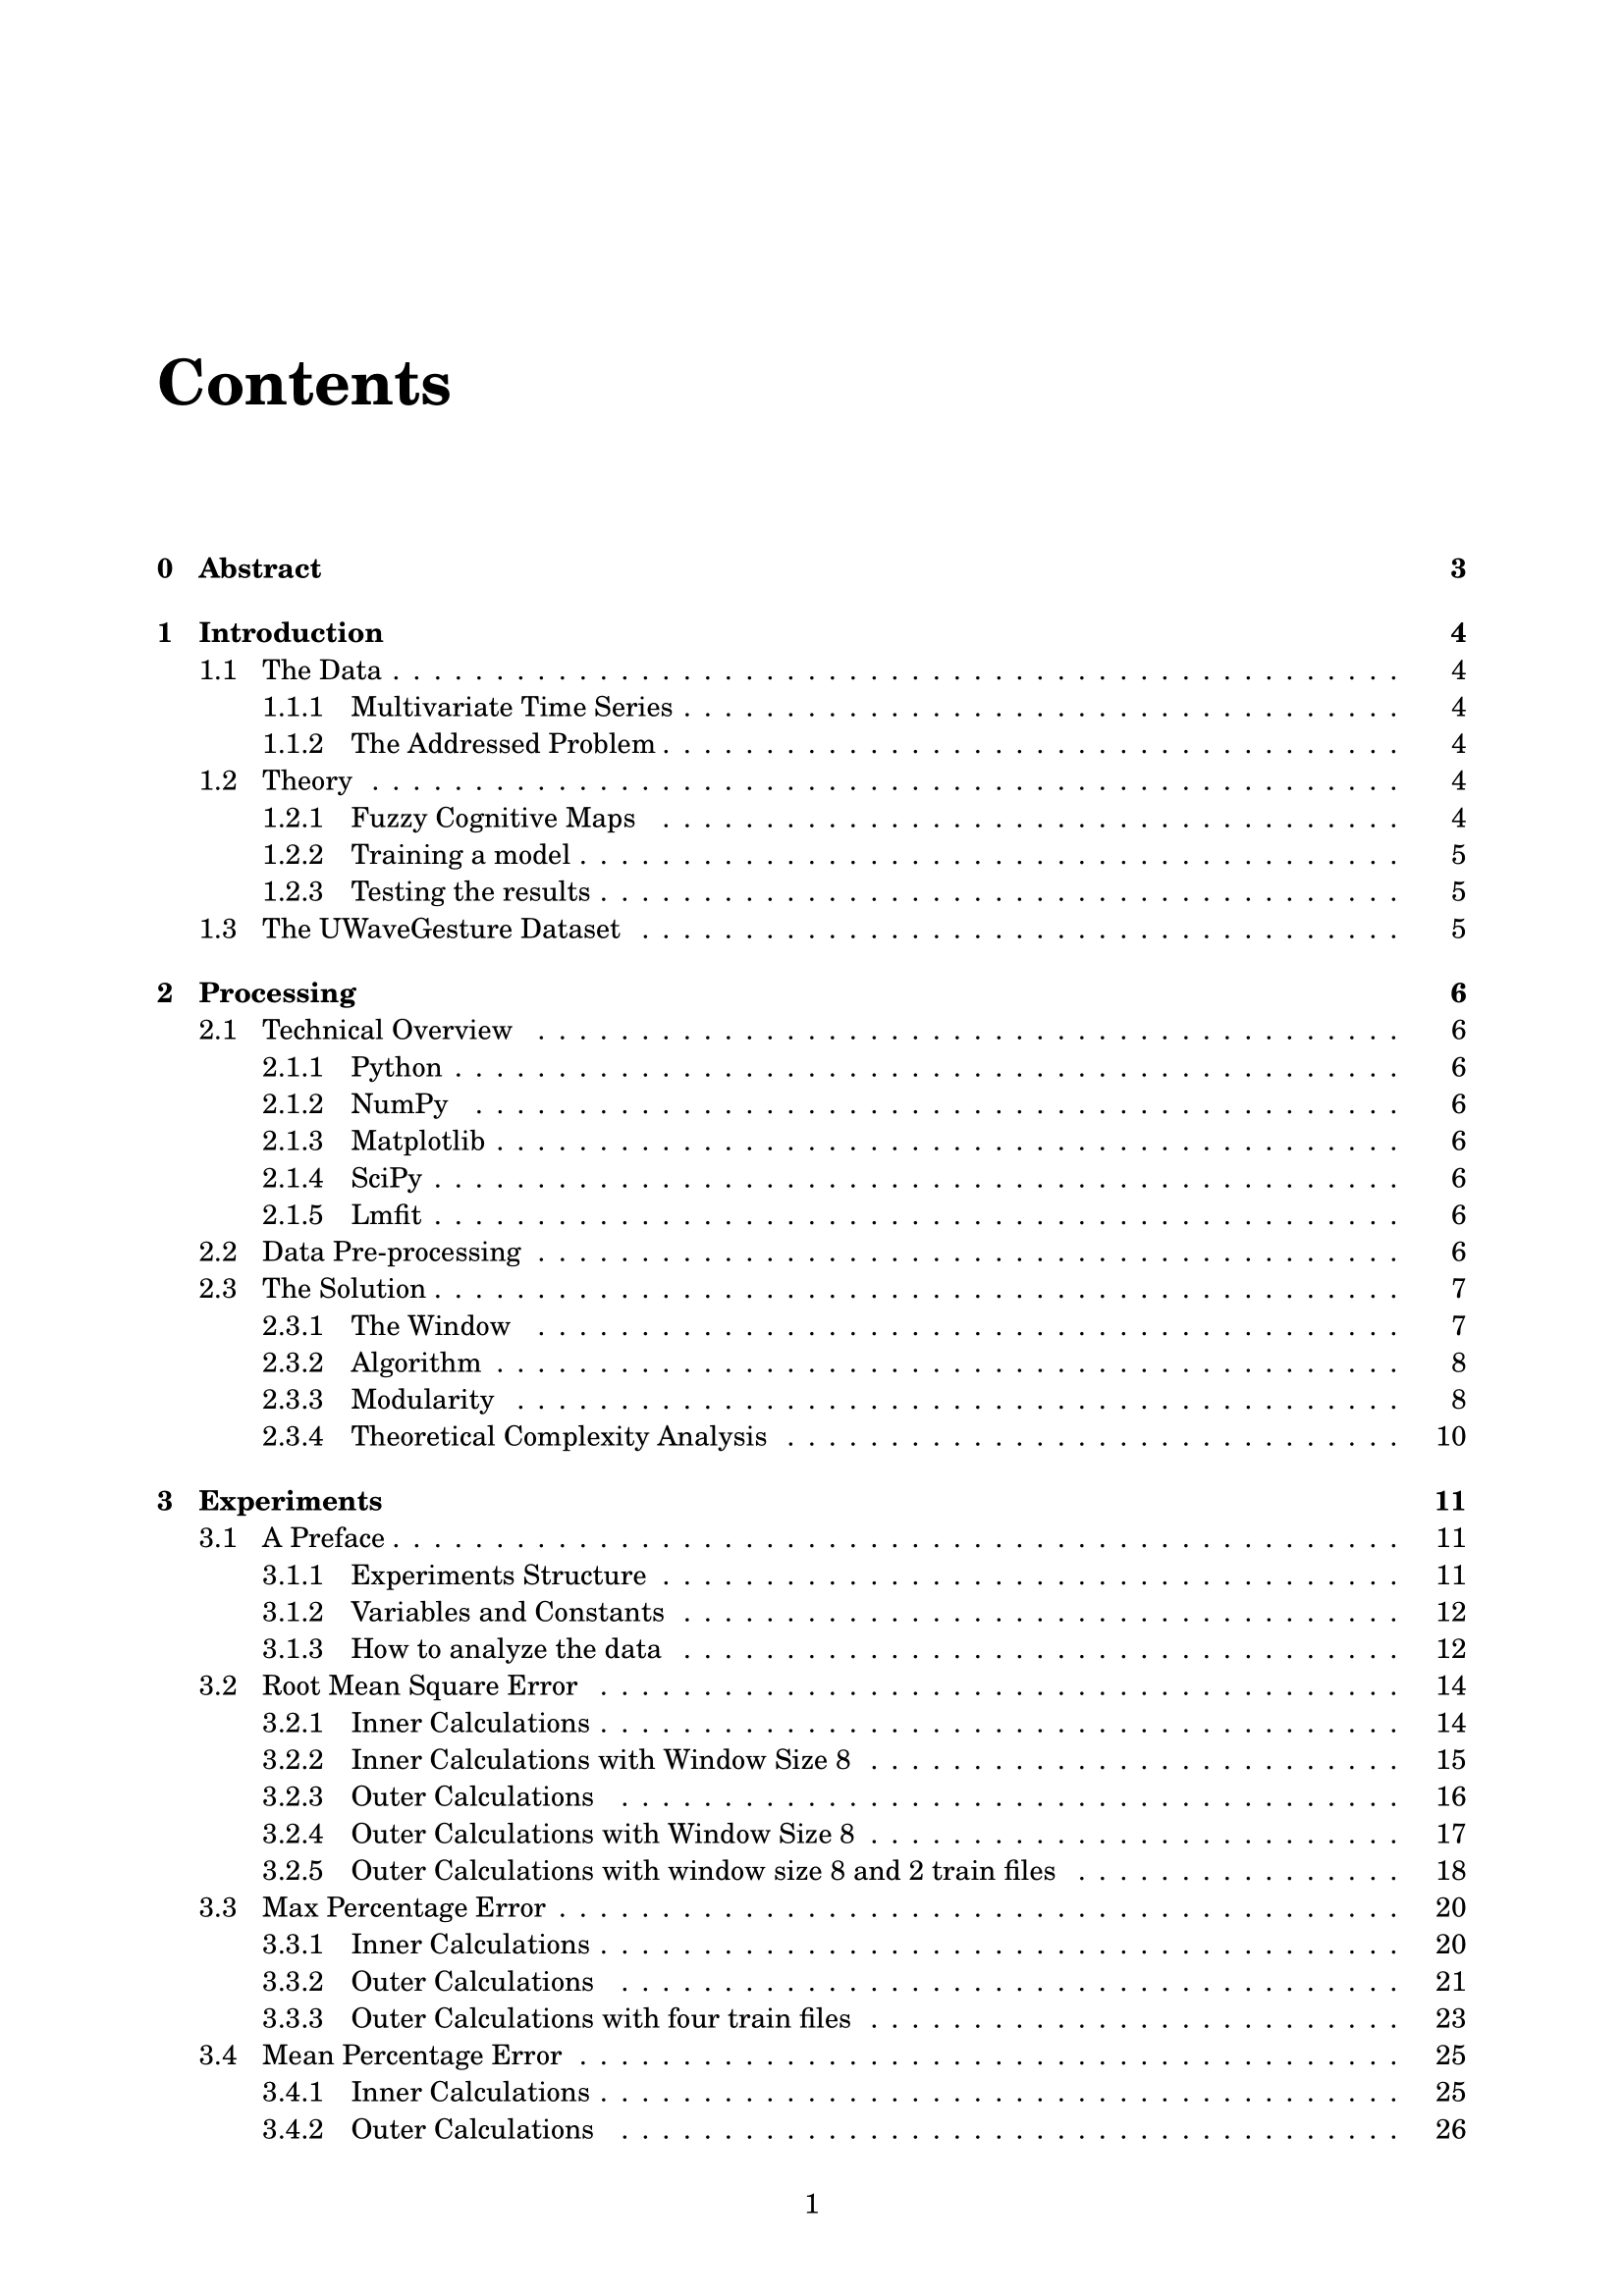 Contents
0 Abstract 3
1 Introduction 4
1.1 The Data . . . . . . . . . . . . . . . . . . . . . . . . . . . . . . . . . . . . . . . . . . . . . . . . . 4
1.1.1 Multivariate Time Series . . . . . . . . . . . . . . . . . . . . . . . . . . . . . . . . . . . 4
1.1.2 The Addressed Problem . . . . . . . . . . . . . . . . . . . . . . . . . . . . . . . . . . . . 4
1.2 Theory . . . . . . . . . . . . . . . . . . . . . . . . . . . . . . . . . . . . . . . . . . . . . . . . . . 4
1.2.1 Fuzzy Cognitive Maps . . . . . . . . . . . . . . . . . . . . . . . . . . . . . . . . . . . . 4
1.2.2 Training a model . . . . . . . . . . . . . . . . . . . . . . . . . . . . . . . . . . . . . . . . 5
1.2.3 Testing the results . . . . . . . . . . . . . . . . . . . . . . . . . . . . . . . . . . . . . . . 5
1.3 The UWaveGesture Dataset . . . . . . . . . . . . . . . . . . . . . . . . . . . . . . . . . . . . . 5
2 Processing 6
2.1 Technical Overview . . . . . . . . . . . . . . . . . . . . . . . . . . . . . . . . . . . . . . . . . . 6
2.1.1 Python . . . . . . . . . . . . . . . . . . . . . . . . . . . . . . . . . . . . . . . . . . . . . . 6
2.1.2 NumPy . . . . . . . . . . . . . . . . . . . . . . . . . . . . . . . . . . . . . . . . . . . . . 6
2.1.3 Matplotlib . . . . . . . . . . . . . . . . . . . . . . . . . . . . . . . . . . . . . . . . . . . . 6
2.1.4 SciPy . . . . . . . . . . . . . . . . . . . . . . . . . . . . . . . . . . . . . . . . . . . . . . . 6
2.1.5 Lmfit . . . . . . . . . . . . . . . . . . . . . . . . . . . . . . . . . . . . . . . . . . . . . . . 6
2.2 Data Pre-processing . . . . . . . . . . . . . . . . . . . . . . . . . . . . . . . . . . . . . . . . . . 6
2.3 The Solution . . . . . . . . . . . . . . . . . . . . . . . . . . . . . . . . . . . . . . . . . . . . . . . 7
2.3.1 The Window . . . . . . . . . . . . . . . . . . . . . . . . . . . . . . . . . . . . . . . . . . 7
2.3.2 Algorithm . . . . . . . . . . . . . . . . . . . . . . . . . . . . . . . . . . . . . . . . . . . . 8
2.3.3 Modularity . . . . . . . . . . . . . . . . . . . . . . . . . . . . . . . . . . . . . . . . . . . 8
2.3.4 Theoretical Complexity Analysis . . . . . . . . . . . . . . . . . . . . . . . . . . . . . . 10
3 Experiments 11
3.1 A Preface . . . . . . . . . . . . . . . . . . . . . . . . . . . . . . . . . . . . . . . . . . . . . . . . . 11
3.1.1 Experiments Structure . . . . . . . . . . . . . . . . . . . . . . . . . . . . . . . . . . . . 11
3.1.2 Variables and Constants . . . . . . . . . . . . . . . . . . . . . . . . . . . . . . . . . . . 12
3.1.3 How to analyze the data . . . . . . . . . . . . . . . . . . . . . . . . . . . . . . . . . . . 12
3.2 Root Mean Square Error . . . . . . . . . . . . . . . . . . . . . . . . . . . . . . . . . . . . . . . 14
3.2.1 Inner Calculations . . . . . . . . . . . . . . . . . . . . . . . . . . . . . . . . . . . . . . . 14
3.2.2 Inner Calculations with Window Size 8 . . . . . . . . . . . . . . . . . . . . . . . . . . 15
3.2.3 Outer Calculations . . . . . . . . . . . . . . . . . . . . . . . . . . . . . . . . . . . . . . 16
3.2.4 Outer Calculations with Window Size 8 . . . . . . . . . . . . . . . . . . . . . . . . . . 17
3.2.5 Outer Calculations with window size 8 and 2 train files . . . . . . . . . . . . . . . . 18
3.3 Max Percentage Error . . . . . . . . . . . . . . . . . . . . . . . . . . . . . . . . . . . . . . . . . 20
3.3.1 Inner Calculations . . . . . . . . . . . . . . . . . . . . . . . . . . . . . . . . . . . . . . . 20
3.3.2 Outer Calculations . . . . . . . . . . . . . . . . . . . . . . . . . . . . . . . . . . . . . . 21
3.3.3 Outer Calculations with four train files . . . . . . . . . . . . . . . . . . . . . . . . . . 23
3.4 Mean Percentage Error . . . . . . . . . . . . . . . . . . . . . . . . . . . . . . . . . . . . . . . . 25
3.4.1 Inner Calculations . . . . . . . . . . . . . . . . . . . . . . . . . . . . . . . . . . . . . . . 25
3.4.2 Outer Calculations . . . . . . . . . . . . . . . . . . . . . . . . . . . . . . . . . . . . . . 26
1